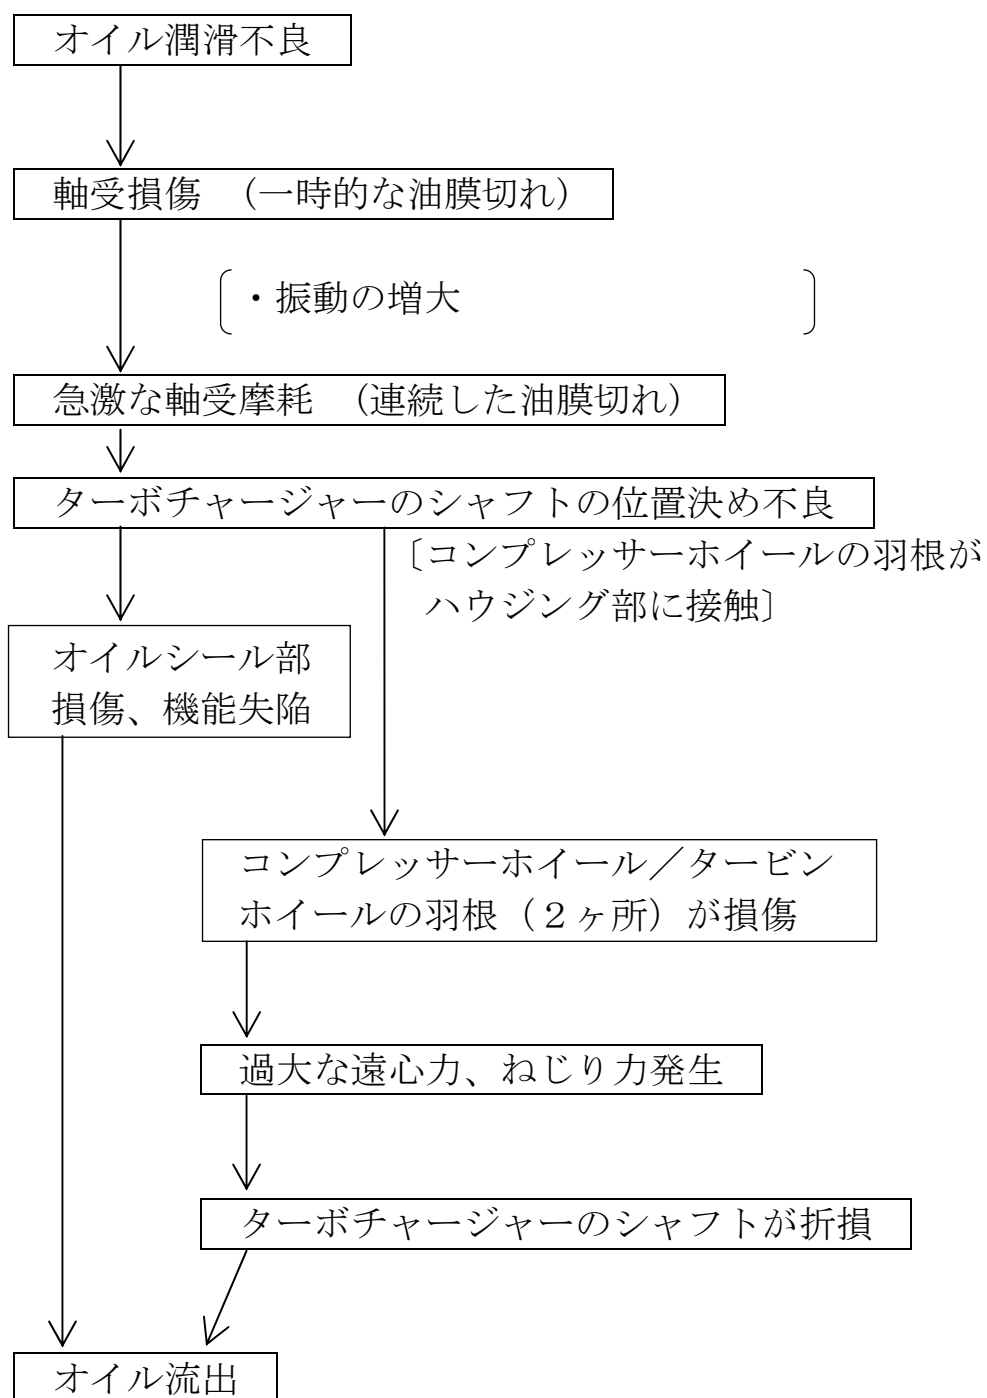 オイル潤滑不良
軸受損傷 （一時的な油膜切れ）
・振動の増大
急激な軸受摩耗 （連続した油膜切れ）
ターボチャージャーのシャフトの位置決め不良
〔コンプレッサーホイールの羽根が
ハウジング部に接触〕
オイルシール部
損傷、機能失陥
コンプレッサーホイール／タービン
ホイールの羽根（２ヶ所）が損傷
過大な遠心力、ねじり力発生
ターボチャージャーのシャフトが折損
オイル流出